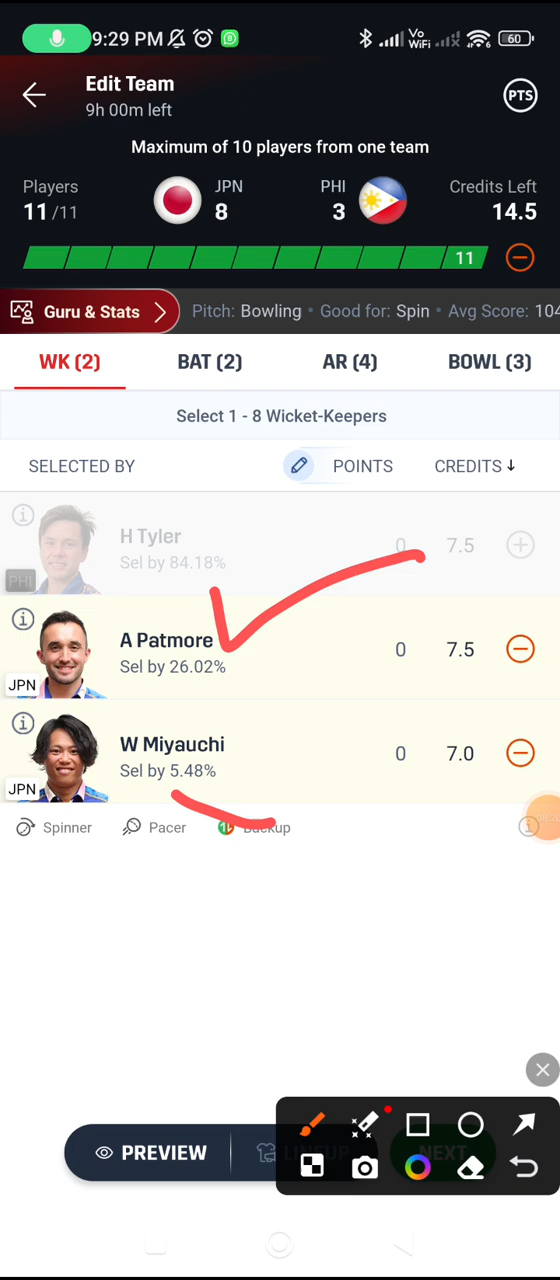 9:29 PM
Vo
WiFi
60
Edit Team
9h 00m left
PTS
Maximum of 10 players from one team
Players
11/11
JPN
8
PHI
3
Credits Left
14.5
11
Guru & Stats
Pitch: Bowling • Good for: Spin • Avg Score: 104
WK (2) BAT (2) AR (4) BOWL (3)
Select 1 - 8 Wicket-Keepers
SELECTED BY POINTS CREDITS ↓
H Tyler
Sel by 84.18%
0 7.5
PHI
A Patmore
Sel by 26.02%
0 7.5
JPN
W Miyauchi
Sel by 5.48%
0 7.0
JPN
Spinner Pacer Backup
PREVIEW LINEUP NEXT